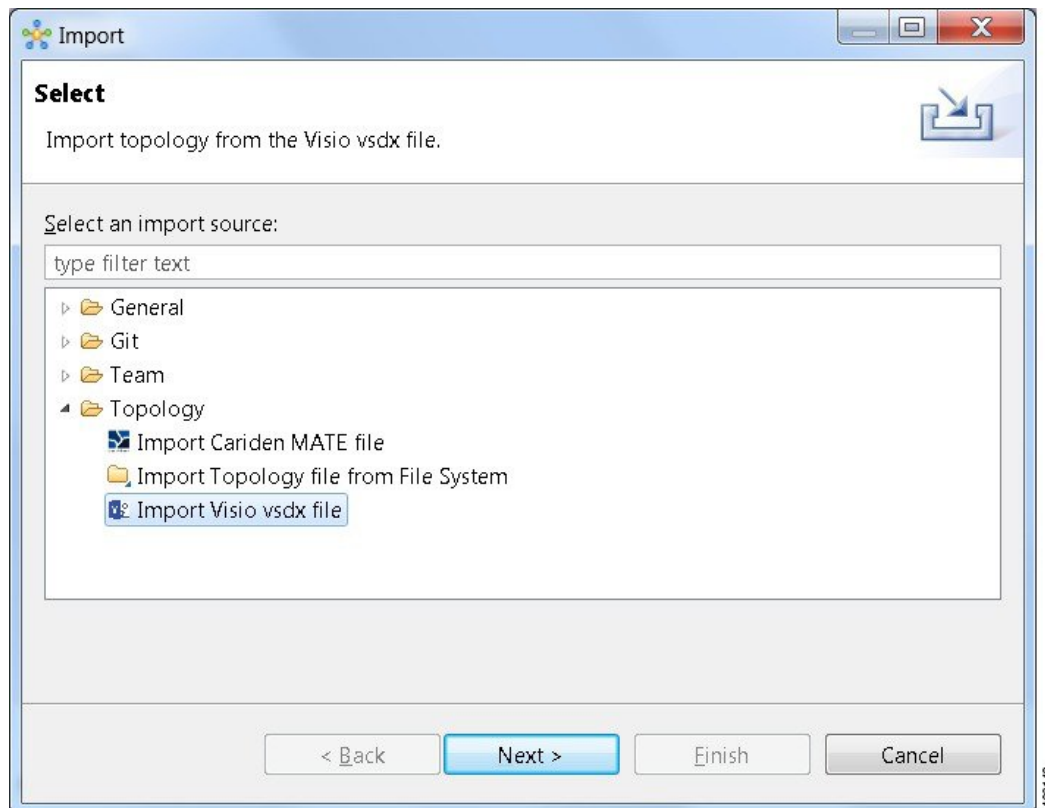 Import
Select
Import topology from the Visio vsdx file.
Select an import source:
type filter text
General
Git
Team
Topology
Import Cariden MATE file
Import Topology file from File System
Import Visio vsdx file
< Back
Next >
Finish
Cancel